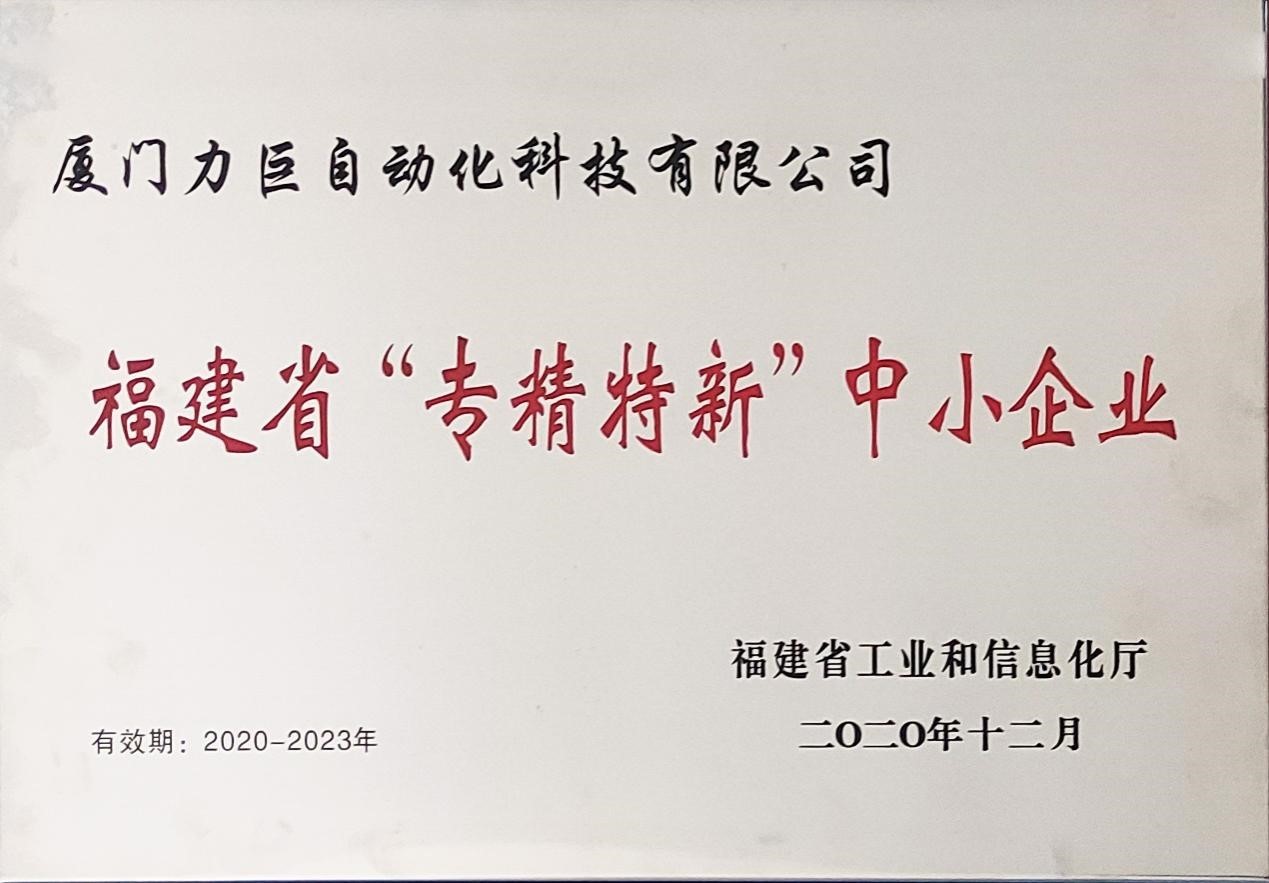 厦门力巨自动化科技有限公司
福建省“专精特新”中小企业
福建省工业和信息化厅
有效期：2020-2023年
二〇二〇年十二月